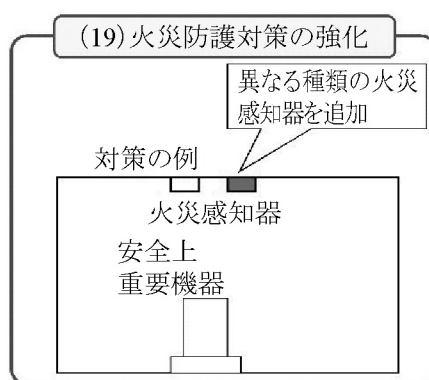 (19)火災防護対策の強化
異なる種類の火災
感知器を追加
対策の例
火災感知器
安全上
重要機器